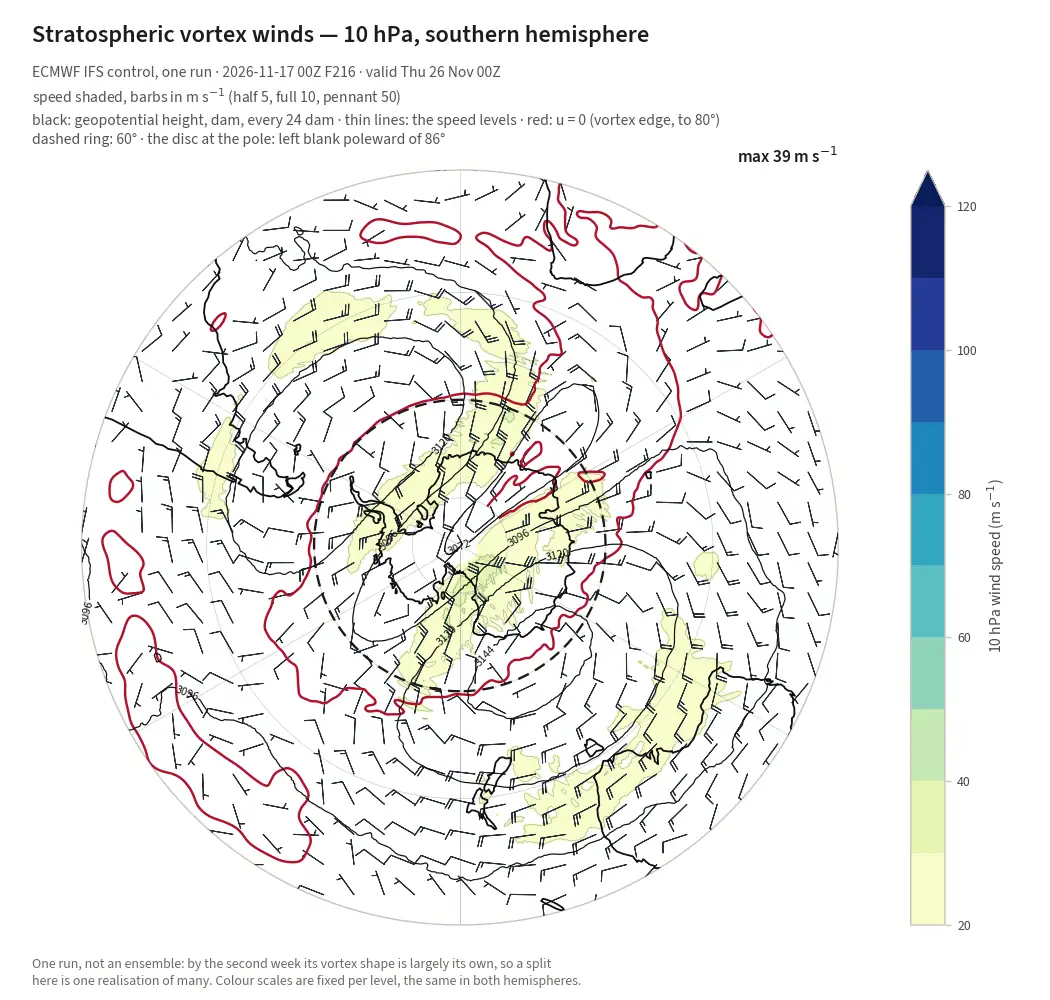 Stratospheric vortex winds — 10 hPa, southern hemisphere
ECMWF IFS control, one run · 2026-11-17 00Z F216 · valid Thu 26 Nov 00Z
speed shaded, barbs in m s⁻¹ (half 5, full 10, pennant 50)
black: geopotential height, dam, every 24 dam · thin lines: the speed levels · red: u = 0 (vortex edge, to 80°)
dashed ring: 60° · the disc at the pole: left blank poleward of 86°
max 39 m s⁻¹
120
100
80
60
40
20
10 hPa wind speed (m s⁻¹)
3096
3072
3120
3144
3096
3096
One run, not an ensemble: by the second week its vortex shape is largely its own, so a split
here is one realisation of many. Colour scales are fixed per level, the same in both hemispheres.